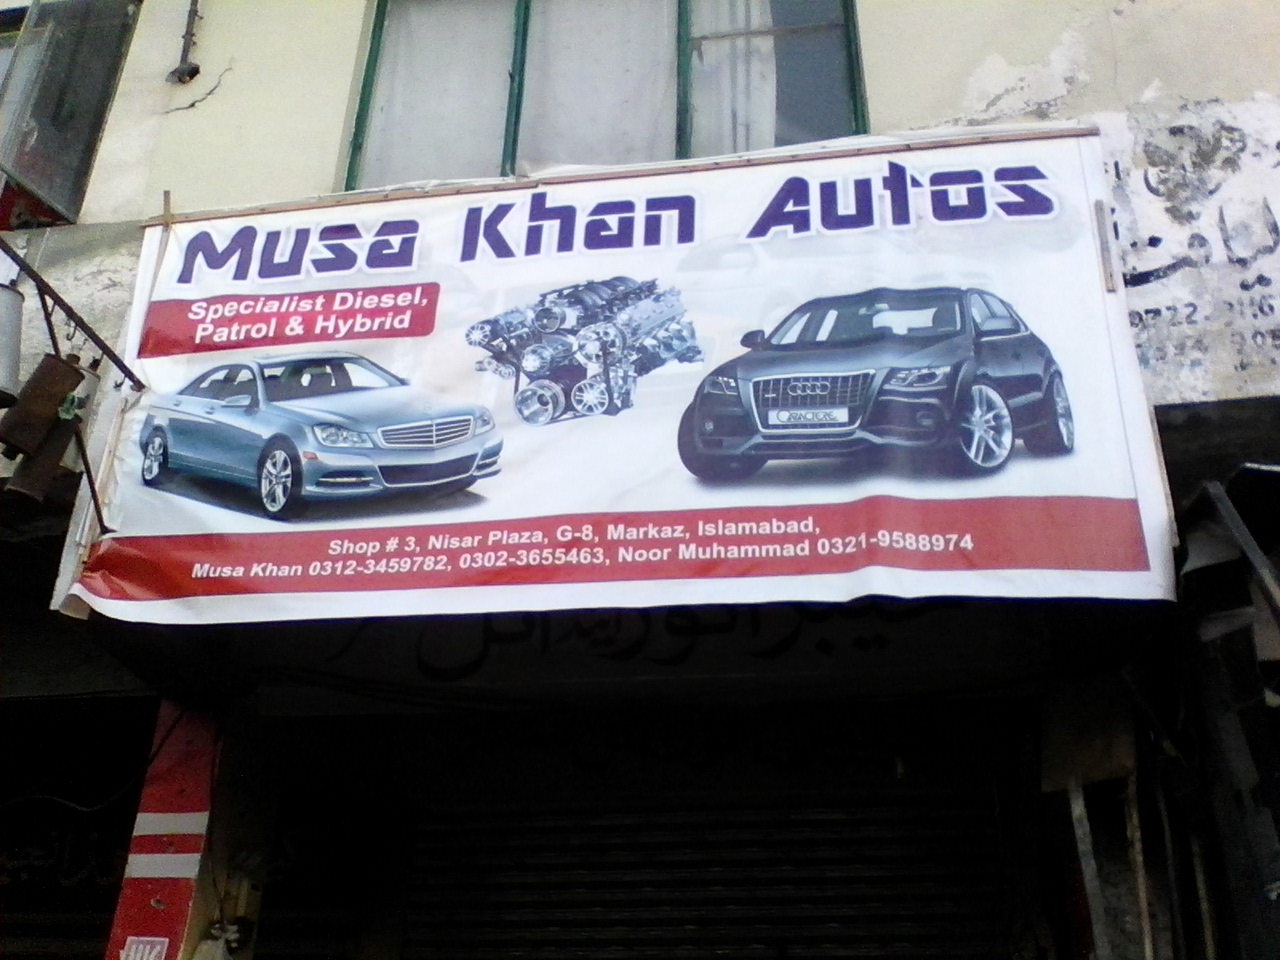 Musa Khan Autos
Specialist Diesel,
Patrol & Hybrid
CARACTERE
Shop # 3, Nisar Plaza, G-8, Markaz, Islamabad,
Musa Khan 0312-3459782, 0302-3655463, Noor Muhammad 0321-9588974